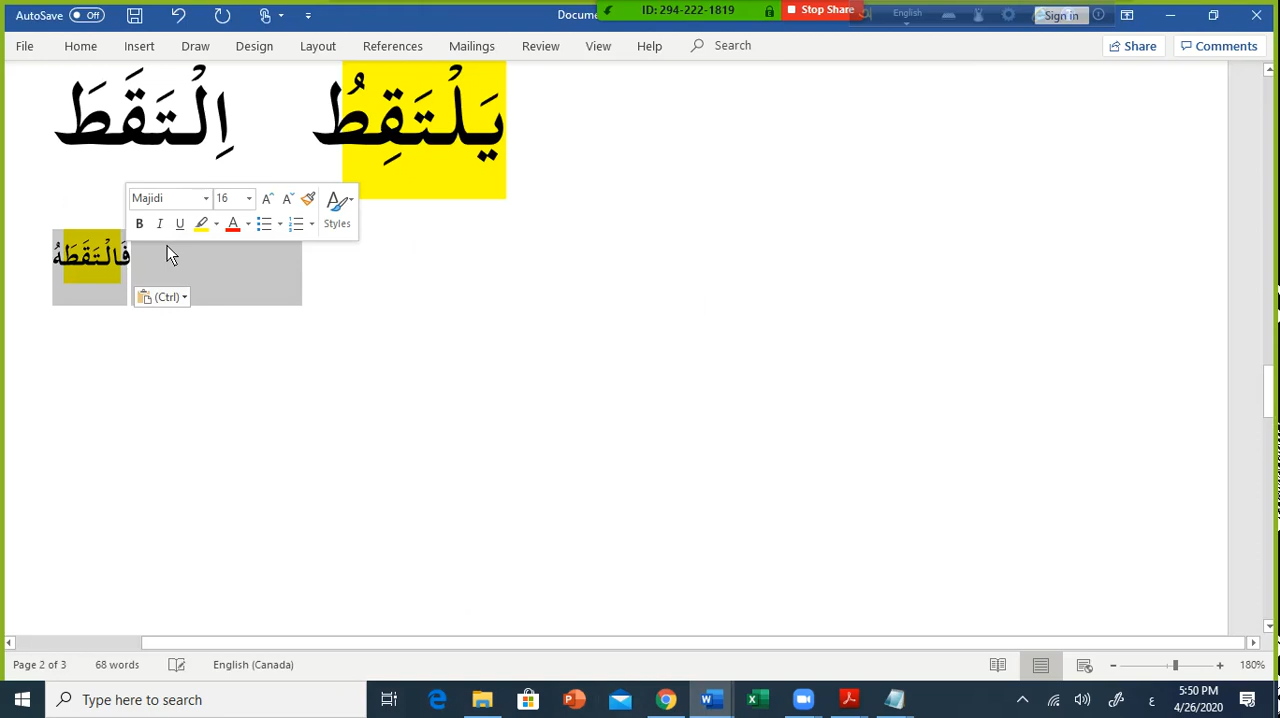 AutoSave Off Docume ID: 294-222-1819 Stop Share English Sign in
File Home Insert Draw Design Layout References Mailings Review View Help Search Share Comments
يَلْتَقِطُ اِلْتَقَطَ
Majidi 16
B I U Styles
فَالْتَقَطَهُ
(Ctrl)
Page 2 of 3 68 words English (Canada) 180%
Type here to search ع 5:50 PM
4/26/2020